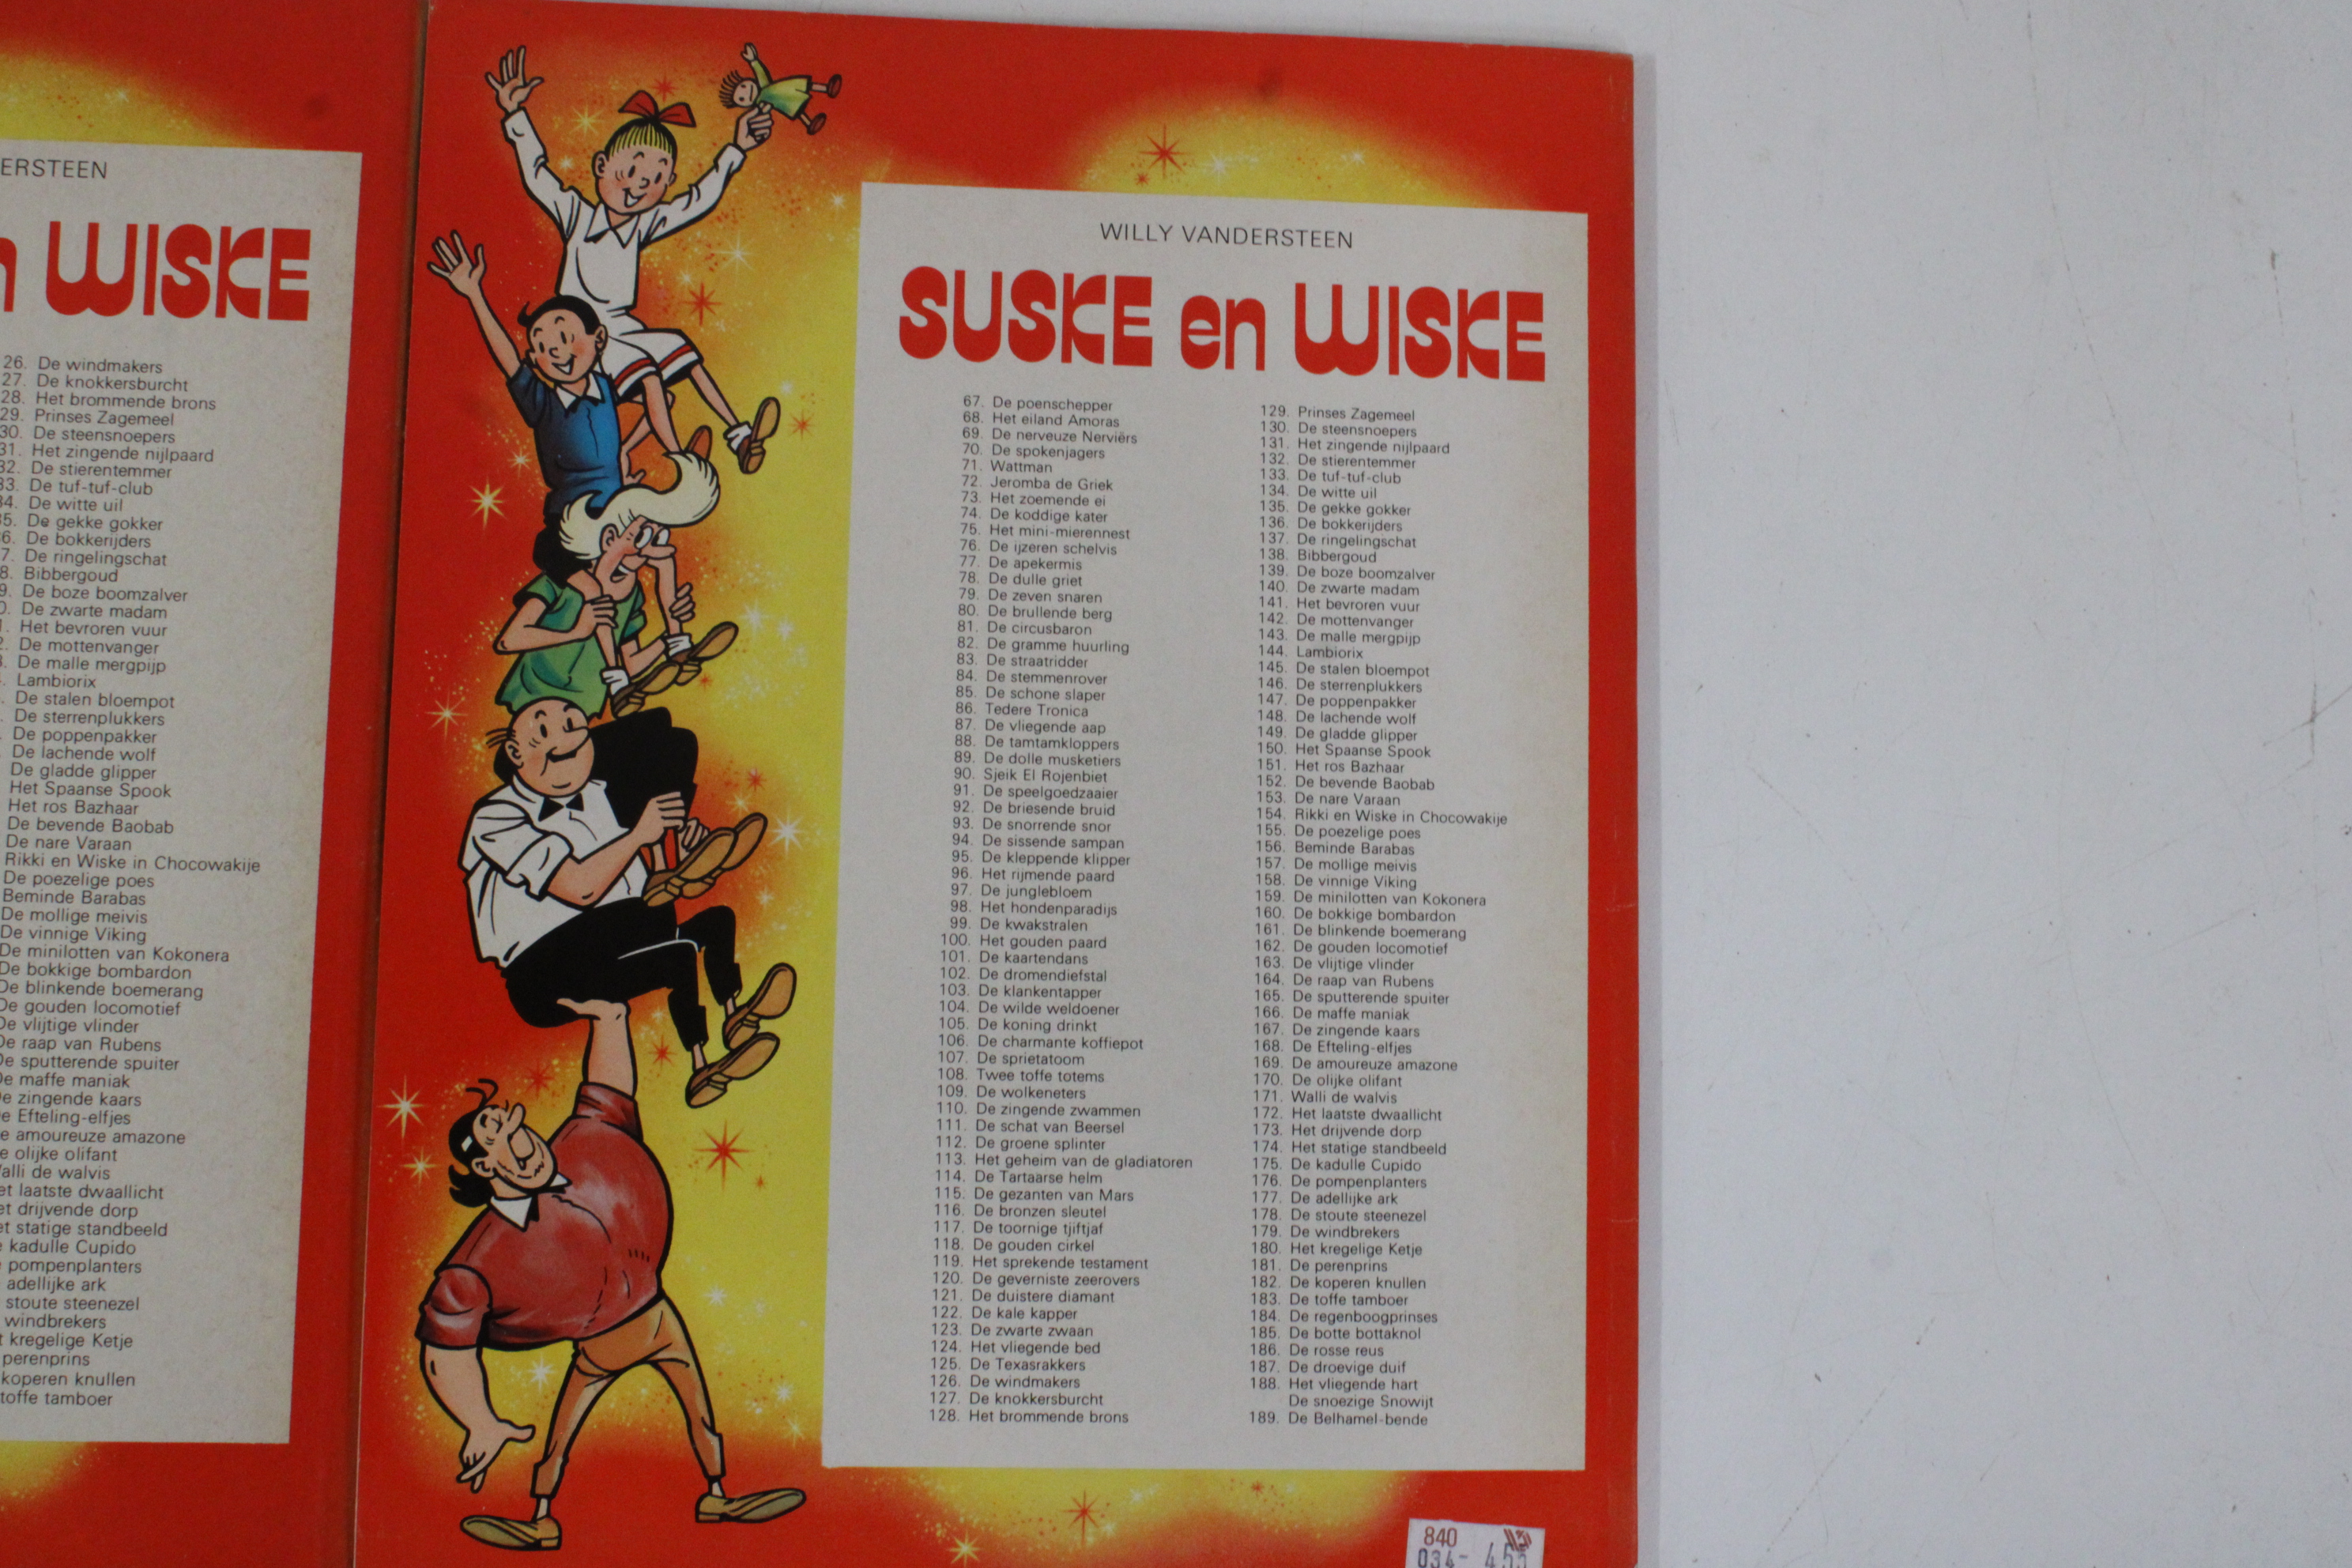 ERSTEEN
n WISKE
26. De windmakers
27. De knokkersburcht
28. Het brommende brons
29. Prinses Zagemeel
30. De steensnoepers
31. Het zingende nijlpaard
32. De stierentemmer
33. De tuf-tuf-club
34. De witte uil
35. De gekke gokker
6. De bokkerijders
7. De ringelingschat
8. Bibbergoud
9. De boze boomzalver
0. De zwarte madam
1. Het bevroren vuur
2. De mottenvanger
3. De malle mergpijp
. Lambiorix
. De stalen bloempot
. De sterrenplukkers
. De poppenpakker
. De lachende wolf
De gladde glipper
Het Spaanse Spook
Het ros Bazhaar
De bevende Baobab
De nare Varaan
Rikki en Wiske in Chocowakije
De poezelige poes
Beminde Barabas
De mollige meivis
De vinnige Viking
De minilotten van Kokonera
De bokkige bombardon
De blinkende boemerang
De gouden locomotief
De vlijtige vlinder
De raap van Rubens
De sputterende spuiter
De maffe maniak
e zingende kaars
e Efteling-elfjes
e amoureuze amazone
e olijke olifant
alli de walvis
et laatste dwaallicht
et drijvende dorp
et statige standbeeld
kadulle Cupido
pompenplanters
adellijke ark
stoute steenezel
windbrekers
t kregelige Ketje
perenprins
koperen knullen
toffe tamboer
WILLY VANDERSTEEN
SUSKE en WISKE
67. De poenschepper
68. Het eiland Amoras
69. De nerveuze Nerviërs
70. De spokenjagers
71. Wattman
72. Jeromba de Griek
73. Het zoemende ei
74. De koddige kater
75. Het mini-mierennest
76. De ijzeren schelvis
77. De apekermis
78. De dulle griet
79. De zeven snaren
80. De brullende berg
81. De circusbaron
82. De gramme huurling
83. De straatridder
84. De stemmenrover
85. De schone slaper
86. Tedere Tronica
87. De vliegende aap
88. De tamtamkloppers
89. De dolle musketiers
90. Sjeik El Rojenbiet
91. De speelgoedzaaier
92. De briesende bruid
93. De snorrende snor
94. De sissende sampan
95. De kleppende klipper
96. Het rijmende paard
97. De junglebloem
98. Het hondenparadijs
99. De kwakstralen
100. Het gouden paard
101. De kaartendans
102. De dromendiefstal
103. De klankentapper
104. De wilde weldoener
105. De koning drinkt
106. De charmante koffiepot
107. De sprietatoom
108. Twee toffe totems
109. De wolkeneters
110. De zingende zwammen
111. De schat van Beersel
112. De groene splinter
113. Het geheim van de gladiatoren
114. De Tartaarse helm
115. De gezanten van Mars
116. De bronzen sleutel
117. De toornige tjiftjaf
118. De gouden cirkel
119. Het sprekende testament
120. De geverniste zeerovers
121. De duistere diamant
122. De kale kapper
123. De zwarte zwaan
124. Het vliegende bed
125. De Texasrakkers
126. De windmakers
127. De knokkersburcht
128. Het brommende brons
129. Prinses Zagemeel
130. De steensnoepers
131. Het zingende nijlpaard
132. De stierentemmer
133. De tuf-tuf-club
134. De witte uil
135. De gekke gokker
136. De bokkerijders
137. De ringelingschat
138. Bibbergoud
139. De boze boomzalver
140. De zwarte madam
141. Het bevroren vuur
142. De mottenvanger
143. De malle mergpijp
144. Lambiorix
145. De stalen bloempot
146. De sterrenplukkers
147. De poppenpakker
148. De lachende wolf
149. De gladde glipper
150. Het Spaanse Spook
151. Het ros Bazhaar
152. De bevende Baobab
153. De nare Varaan
154. Rikki en Wiske in Chocowakije
155. De poezelige poes
156. Beminde Barabas
157. De mollige meivis
158. De vinnige Viking
159. De minilotten van Kokonera
160. De bokkige bombardon
161. De blinkende boemerang
162. De gouden locomotief
163. De vlijtige vlinder
164. De raap van Rubens
165. De sputterende spuiter
166. De maffe maniak
167. De zingende kaars
168. De Efteling-elfjes
169. De amoureuze amazone
170. De olijke olifant
171. Walli de walvis
172. Het laatste dwaallicht
173. Het drijvende dorp
174. Het statige standbeeld
175. De kadulle Cupido
176. De pompenplanters
177. De adellijke ark
178. De stoute steenezel
179. De windbrekers
180. Het kregelige Ketje
181. De perenprins
182. De koperen knullen
183. De toffe tamboer
184. De regenboogprinses
185. De botte bottaknol
186. De rosse reus
187. De droevige duif
188. Het vliegende hart
De snoezige Snowijt
189. De Belhamel-bende
840
034-